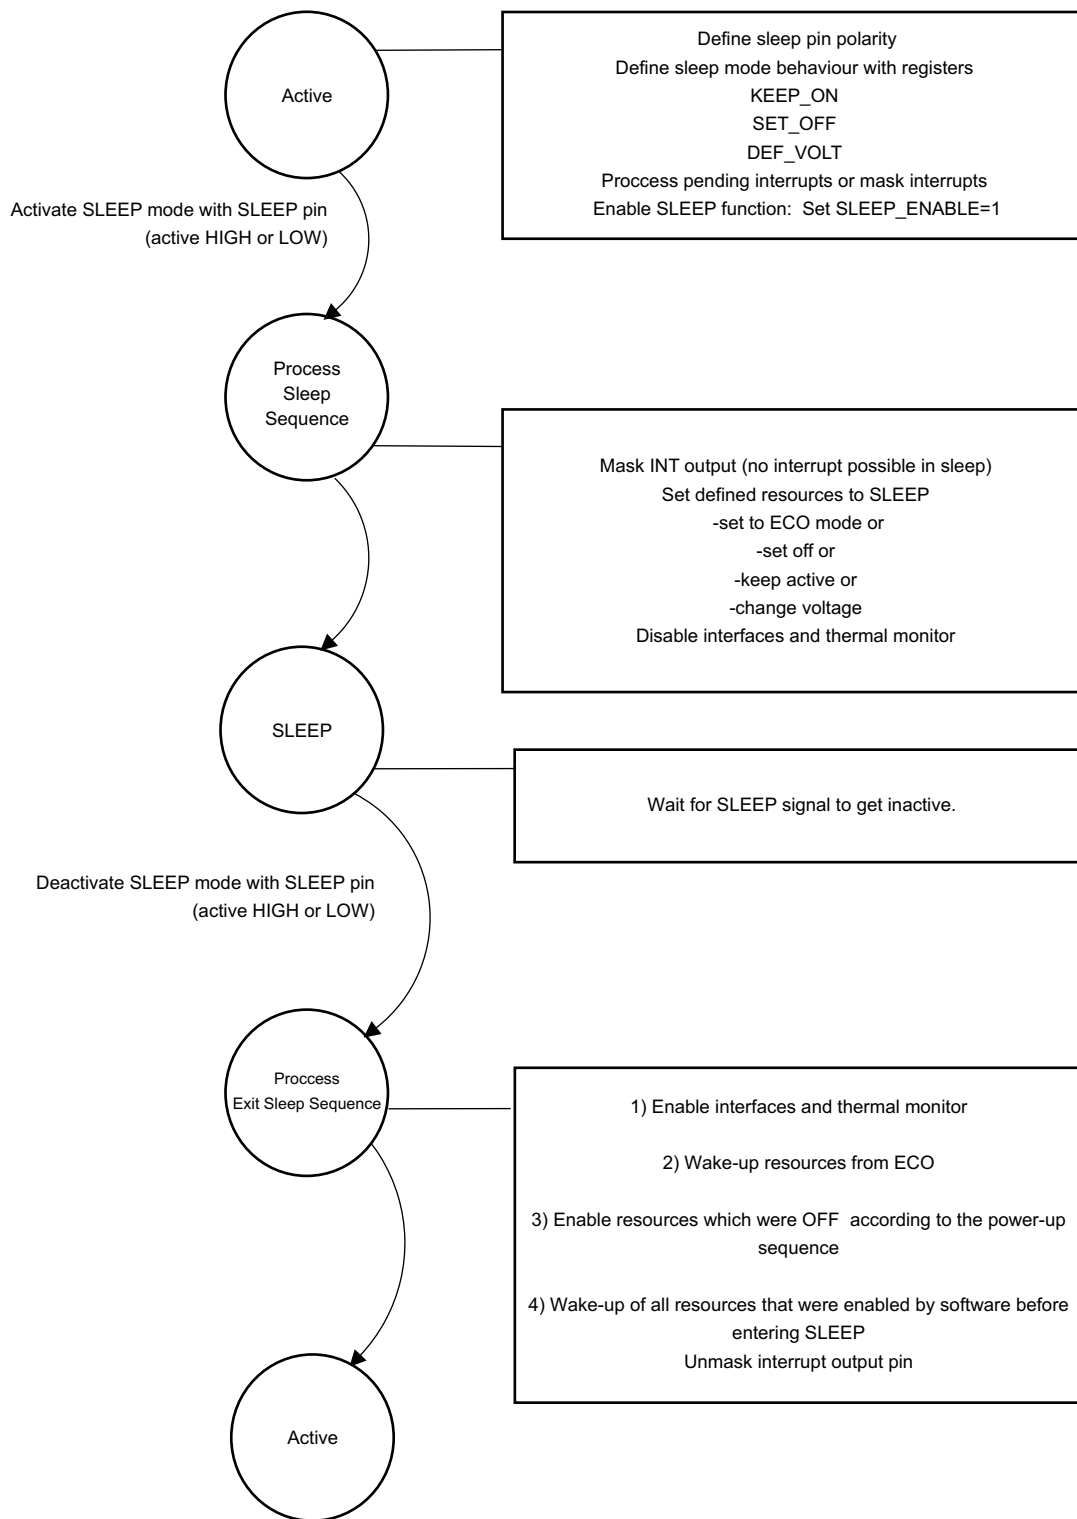 Active
Define sleep pin polarity
Define sleep mode behaviour with registers
KEEP_ON
SET_OFF
DEF_VOLT
Proccess pending interrupts or mask interrupts
Enable SLEEP function:  Set SLEEP_ENABLE=1
Activate SLEEP mode with SLEEP pin
(active HIGH or LOW)
Process
Sleep
Sequence
Mask INT output (no interrupt possible in sleep)
Set defined resources to SLEEP
-set to ECO mode or
-set off or
-keep active or
-change voltage
Disable interfaces and thermal monitor
SLEEP
Wait for SLEEP signal to get inactive.
Deactivate SLEEP mode with SLEEP pin
(active HIGH or LOW)
Proccess
Exit Sleep Sequence
1) Enable interfaces and thermal monitor
2) Wake-up resources from ECO
3) Enable resources which were OFF  according to the power-up
sequence
4) Wake-up of all resources that were enabled by software before
entering SLEEP
Unmask interrupt output pin
Active